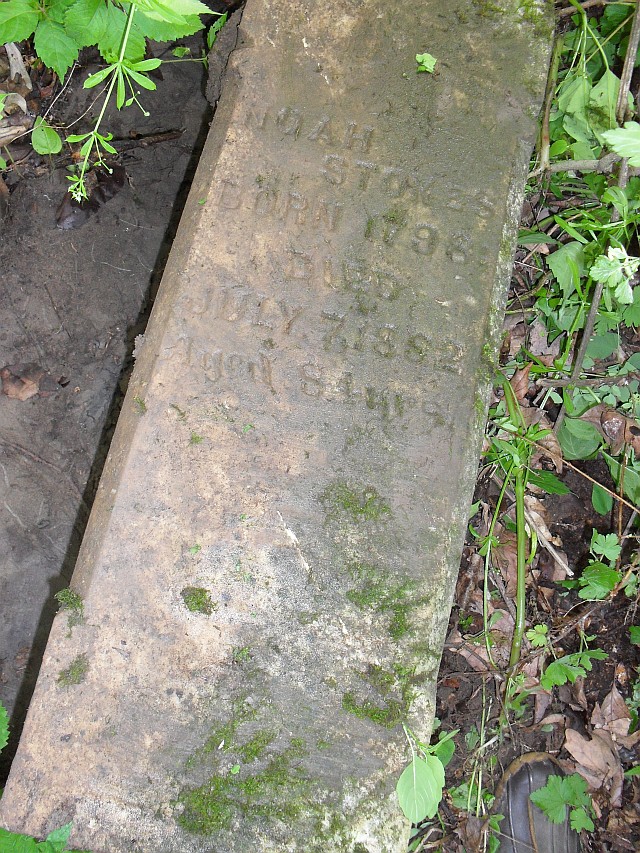 NOAH
STOKES
BORN 1798
DIED
JULY 7, 1882
Aged 84 yrs.